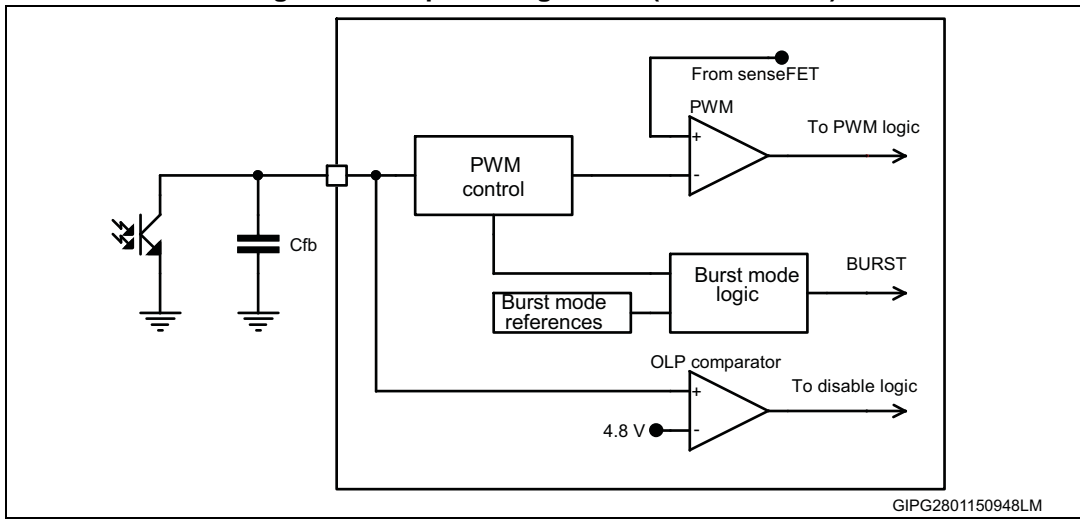 From senseFET
PWM
+
-
To PWM logic
PWM
control
Cfb
Burst mode
logic
BURST
Burst mode
references
OLP comparator
+
-
4.8 V
To disable logic
GIPG2801150948LM